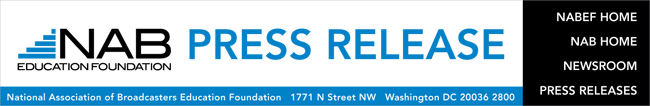 NAB
EDUCATION FOUNDATION
PRESS RELEASE
National Association of Broadcasters Education Foundation 1771 N Street NW Washington DC 20036 2800
NABEF HOME
NAB HOME
NEWSROOM
PRESS RELEASES